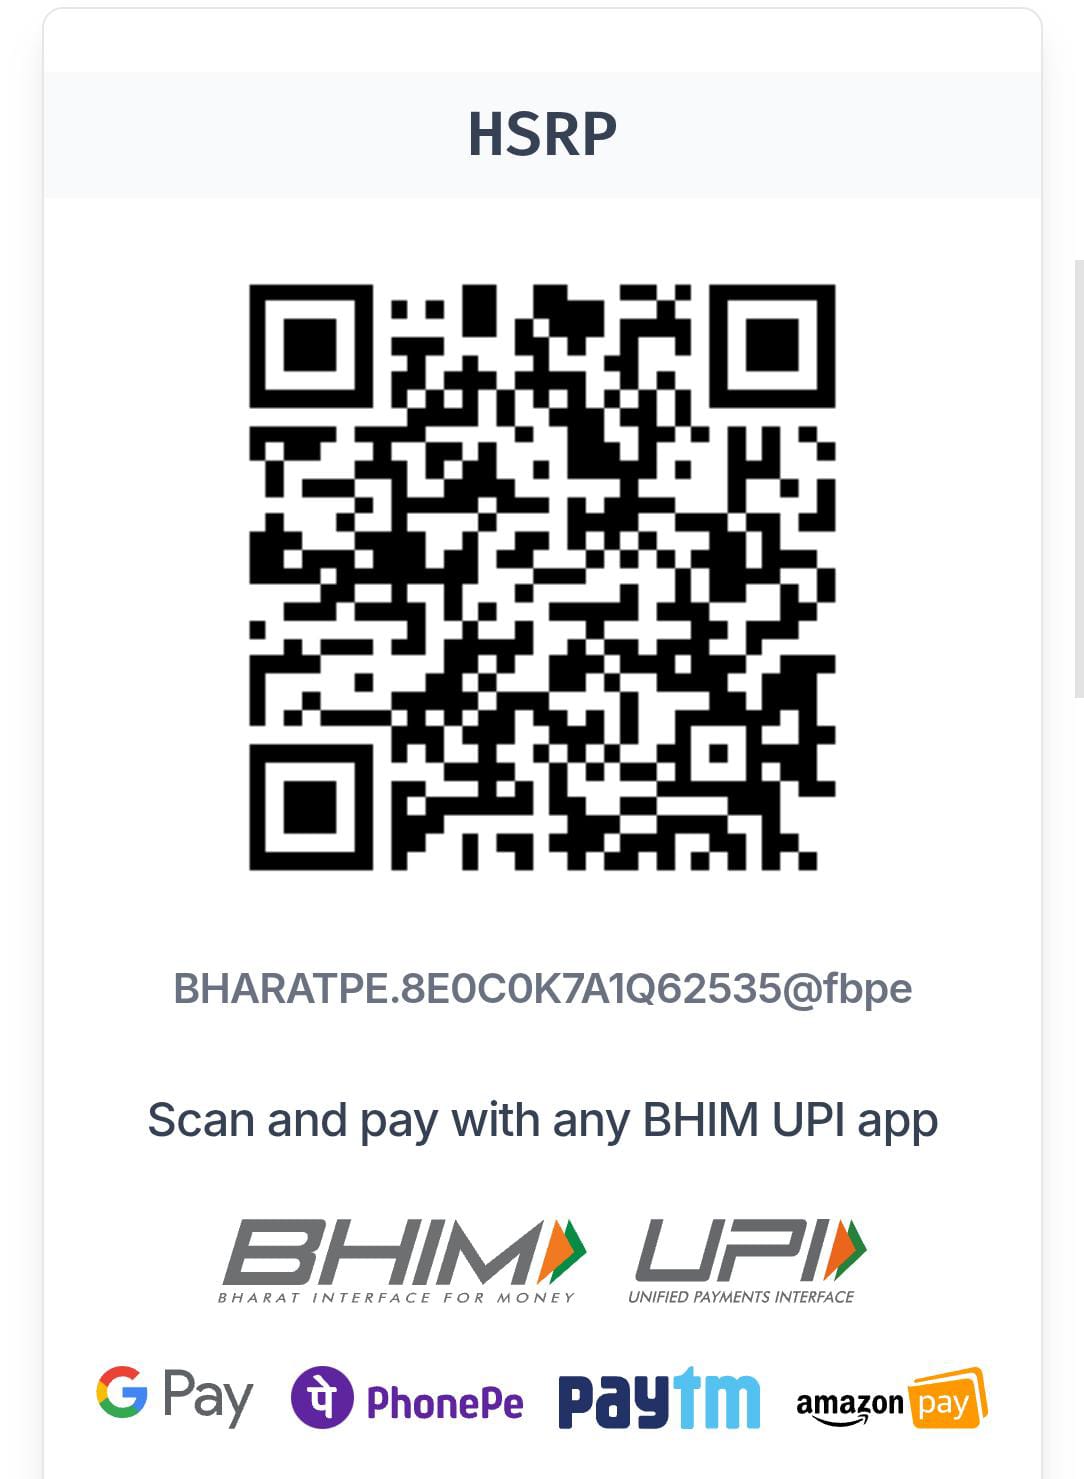 HSRP
BHARATPE.8E0C0K7A1Q62535@fbpe
Scan and pay with any BHIM UPI app
BHIM UPI
BHARAT INTERFACE FOR MONEY UNIFIED PAYMENTS INTERFACE
G Pay पे PhonePe paytm amazon pay